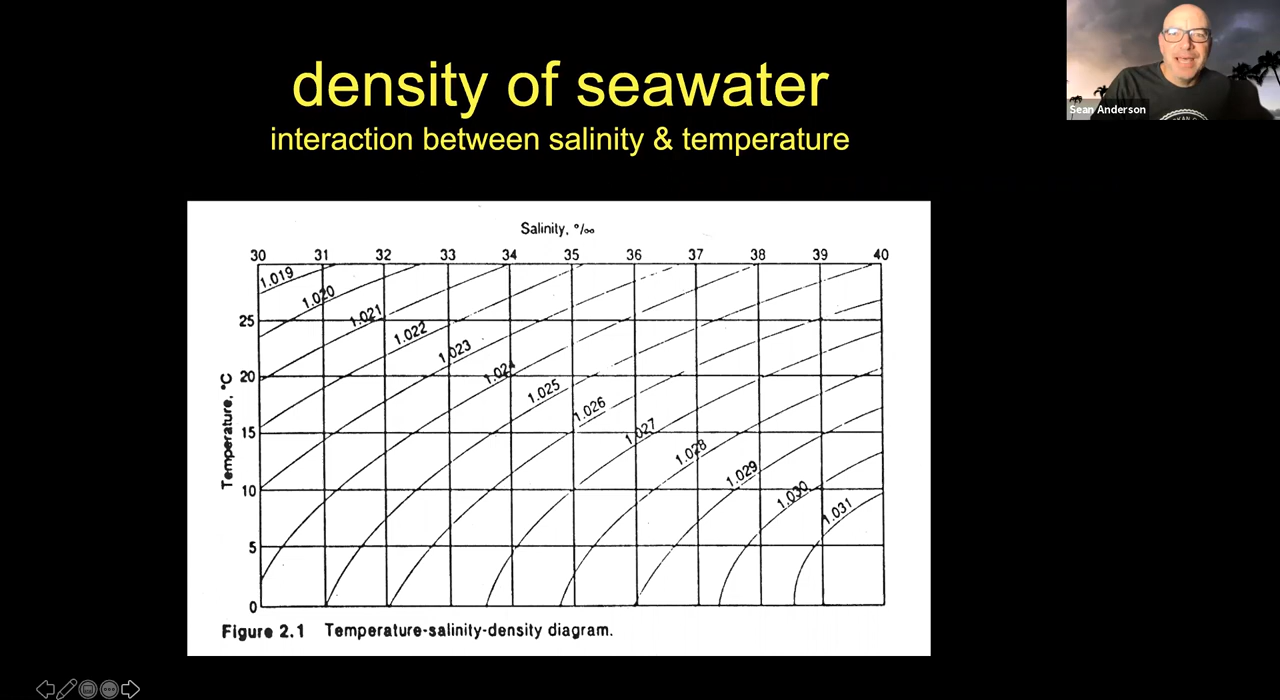 density of seawater
interaction between salinity & temperature
Sean Anderson
Salinity, ‰
30 31 32 33 34 35 36 37 38 39 40
1.019
1.020
1.021
1.022
1.023
1.024
1.025
1.026
1.027
1.028
1.029
1.030
1.031
Temperature, °C
25
20
15
10
5
0
Figure 2.1 Temperature-salinity-density diagram.